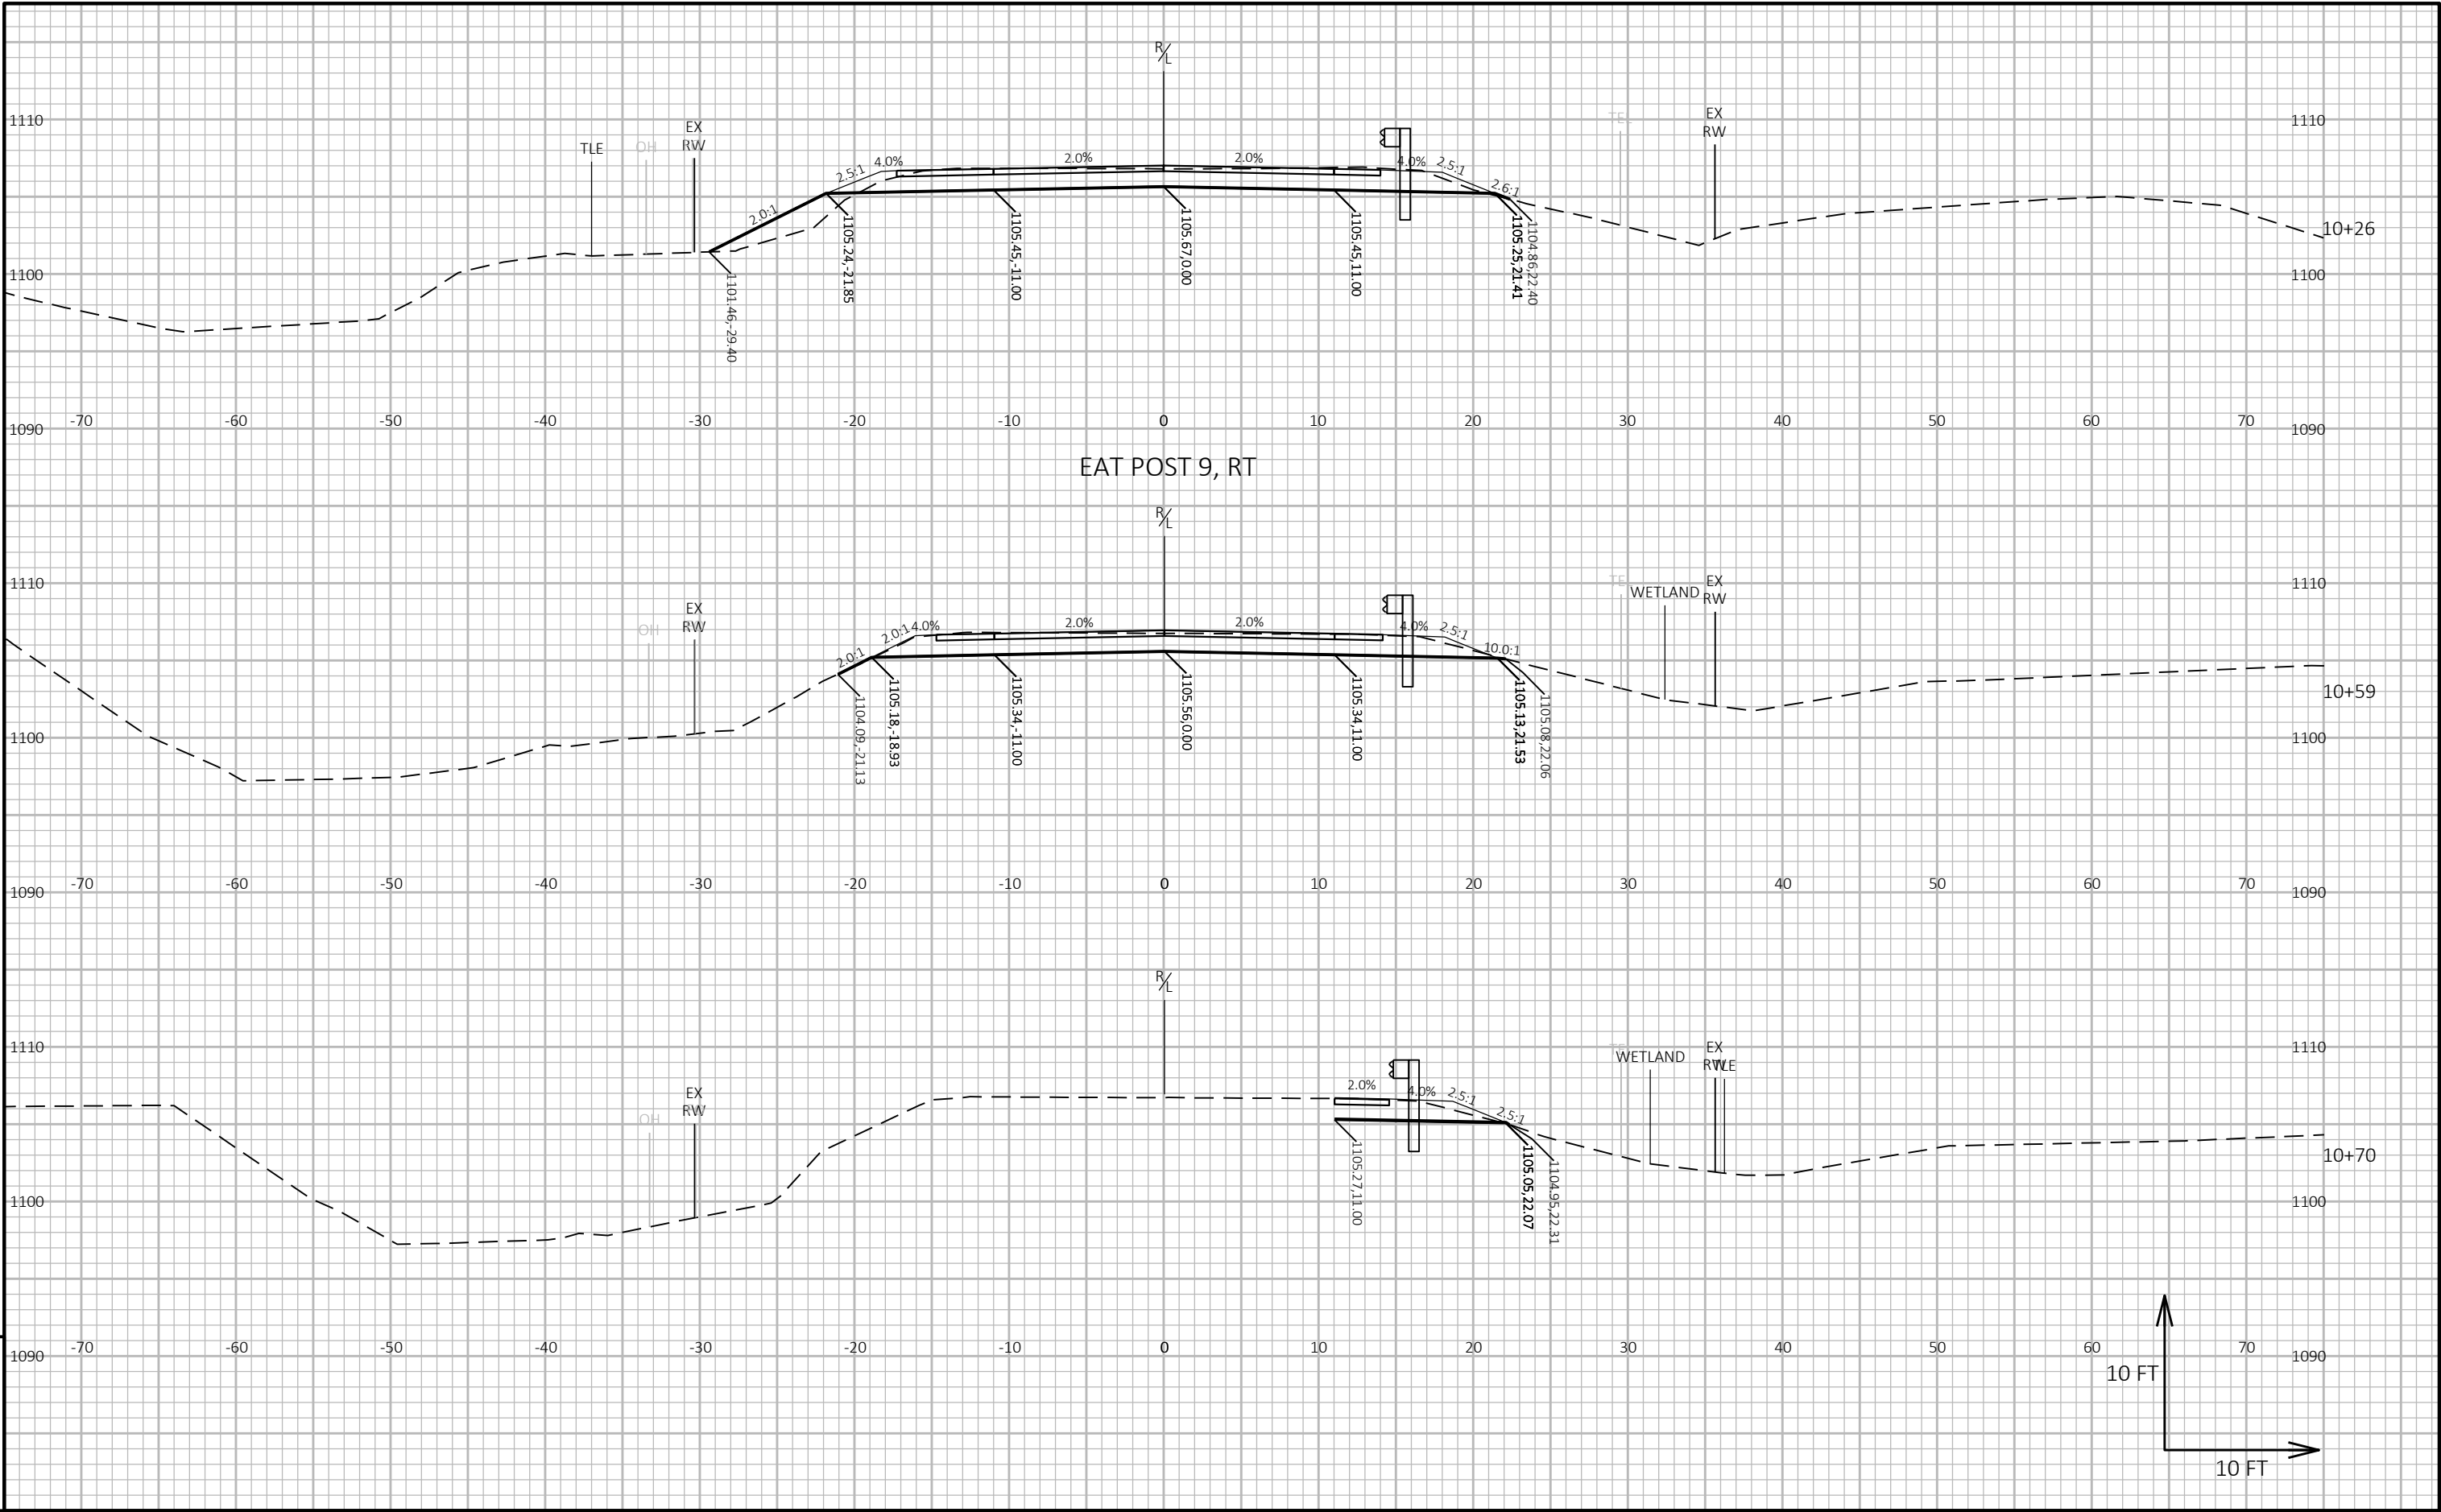 R/L
1110
TLE
OH
EX
RW
4.0%
2.0%
2.0%
4.0%
2.5:1
2.5:1
2.6:1
2.0:1
TEL
EX
RW
1110
10+26
1105.24,-21.85
1105.45,-11.00
1105.67,0.00
1105.45,11.00
1105.25,21.41
1104.86,22.40
1101.46,-29.40
1100
1100
1090 -70 -60 -50 -40 -30 -20 -10 0 10 20 30 40 50 60 70 1090
EAT POST 9, RT
R/L
1110
OH
EX
RW
2.0:1
2.0:1
4.0%
2.0%
2.0%
4.0%
2.5:1
10.0:1
WETLAND
EX
RW
1110
10+59
1104.09,-21.13
1105.18,-18.93
1105.34,-11.00
1105.56,0.00
1105.34,11.00
1105.13,21.53
1105.08,22.06
1100
1100
1090 -70 -60 -50 -40 -30 -20 -10 0 10 20 30 40 50 60 70 1090
R/L
1110
OH
EX
RW
2.0%
4.0%
2.5:1
2.5:1
WETLAND
EX
RW
TLE
1110
10+70
1105.27,11.00
1105.05,22.07
1104.95,22.31
1100
1100
1090 -70 -60 -50 -40 -30 -20 -10 0 10 20 30 40 50 60 70 1090
10 FT
10 FT